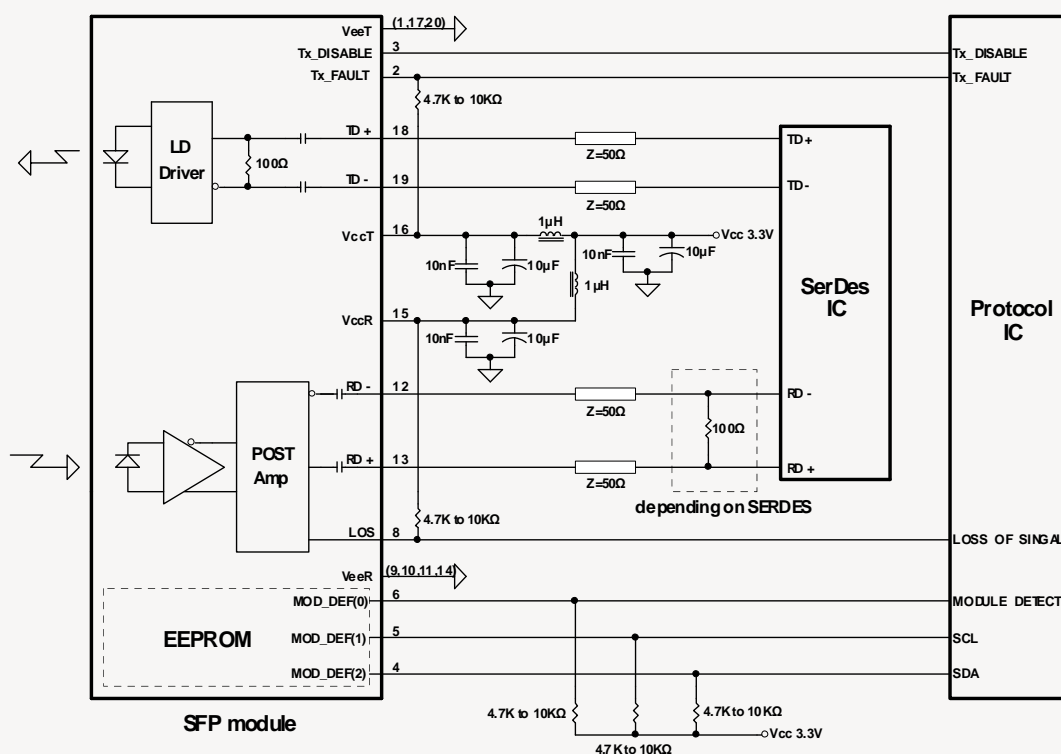 VeeT (1,17,20)
Tx_DISABLE 3 Tx_DISABLE
Tx_FAULT 2 Tx_FAULT
4.7K to 10KΩ
LD
Driver
100Ω
TD+ 18 Z=50Ω TD+
TD- 19 Z=50Ω TD-
VccT 16 1µH Vcc 3.3V
10nF 10µF 10nF 10µF
1µH
SerDes
IC
Protocol
IC
VccR 15
10nF 10µF
RD- 12 Z=50Ω RD-
100Ω
POST
Amp
RD+ 13 Z=50Ω RD+
depending on SERDES
4.7K to 10KΩ
LOS 8 LOSS OF SINGAL
VeeR (9,10,11,14)
MOD_DEF(0) 6 MODULE DETECT
EEPROM
MOD_DEF(1) 5 SCL
MOD_DEF(2) 4 SDA
SFP module
4.7K to 10KΩ 4.7K to 10KΩ
Vcc 3.3V
4.7K to 10KΩ